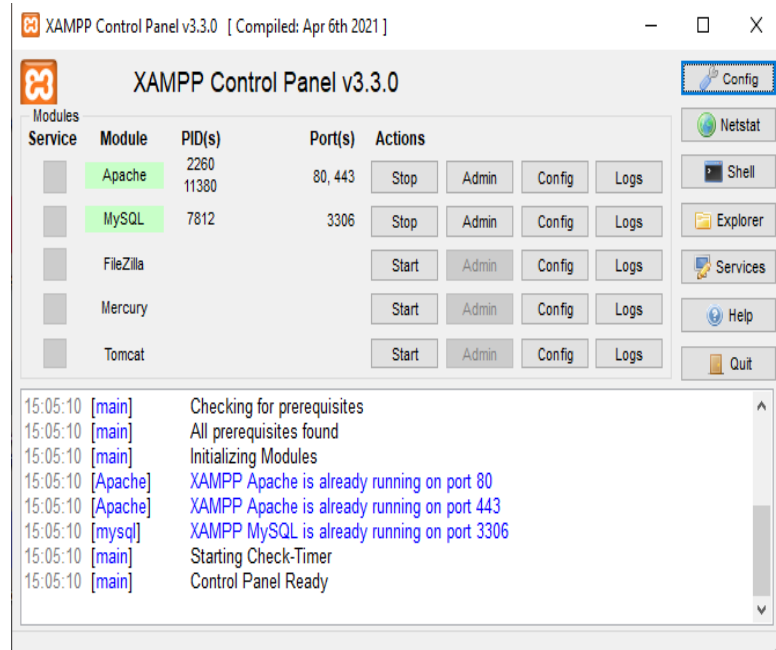 XAMPP Control Panel v3.3.0 [ Compiled: Apr 6th 2021 ]
XAMPP Control Panel v3.3.0
Config
Modules
Service Module PID(s) Port(s) Actions
Netstat
Apache 2260 11380 80, 443 Stop Admin Config Logs
Shell
MySQL 7812 3306 Stop Admin Config Logs
Explorer
FileZilla Start Admin Config Logs
Services
Mercury Start Admin Config Logs
Help
Tomcat Start Admin Config Logs
Quit
15:05:10 [main] Checking for prerequisites
15:05:10 [main] All prerequisites found
15:05:10 [main] Initializing Modules
15:05:10 [Apache] XAMPP Apache is already running on port 80
15:05:10 [Apache] XAMPP Apache is already running on port 443
15:05:10 [mysql] XAMPP MySQL is already running on port 3306
15:05:10 [main] Starting Check-Timer
15:05:10 [main] Control Panel Ready